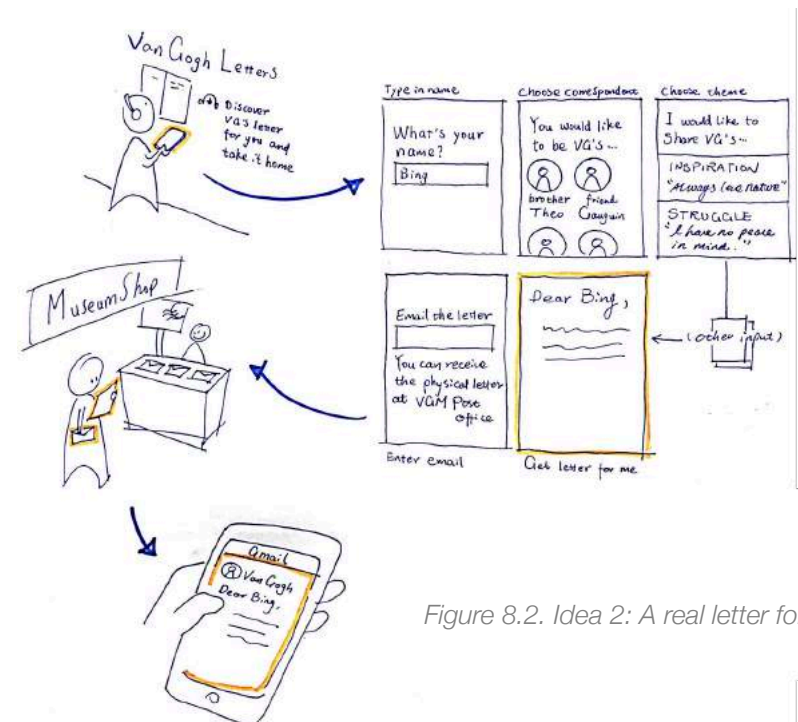 Van Gogh Letters
Discover
VG's letter
for you and
take it home
Type in name
What's your
name?
Bing
Choose correspondent
You would like
to be VG's...
brother friend
Theo Gauguin
Choose theme
I would like to
Share VG's...
INSPIRATION
"Always love nature"
STRUGGLE
"I have no peace
in mind."
(Other input)
Dear Bing,
Get letter for me
Email the letter
You can receive
the physical letter
at VGM Post
office
Enter email
Museum Shop
Gmail
Van Gogh
Dear Bing,
Figure 8.2. Idea 2: A real letter fo